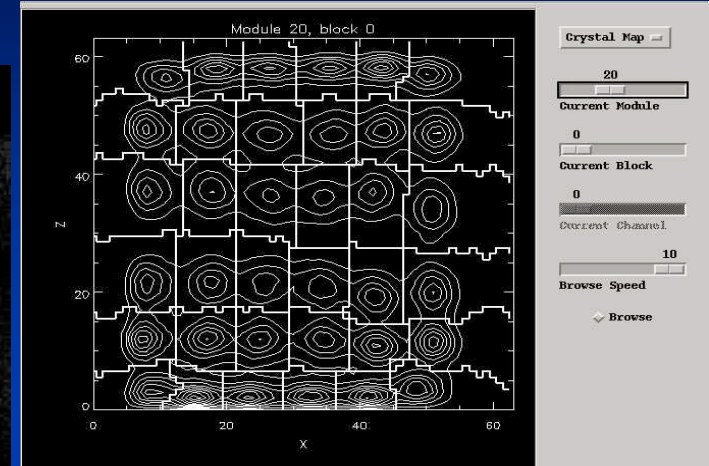 Module 20, block 0
60
40
20
0
Z
0
20
40
60
X
Crystal Map
20
Current Module
0
Current Block
0
Current Channel
10
Browse Speed
Browse